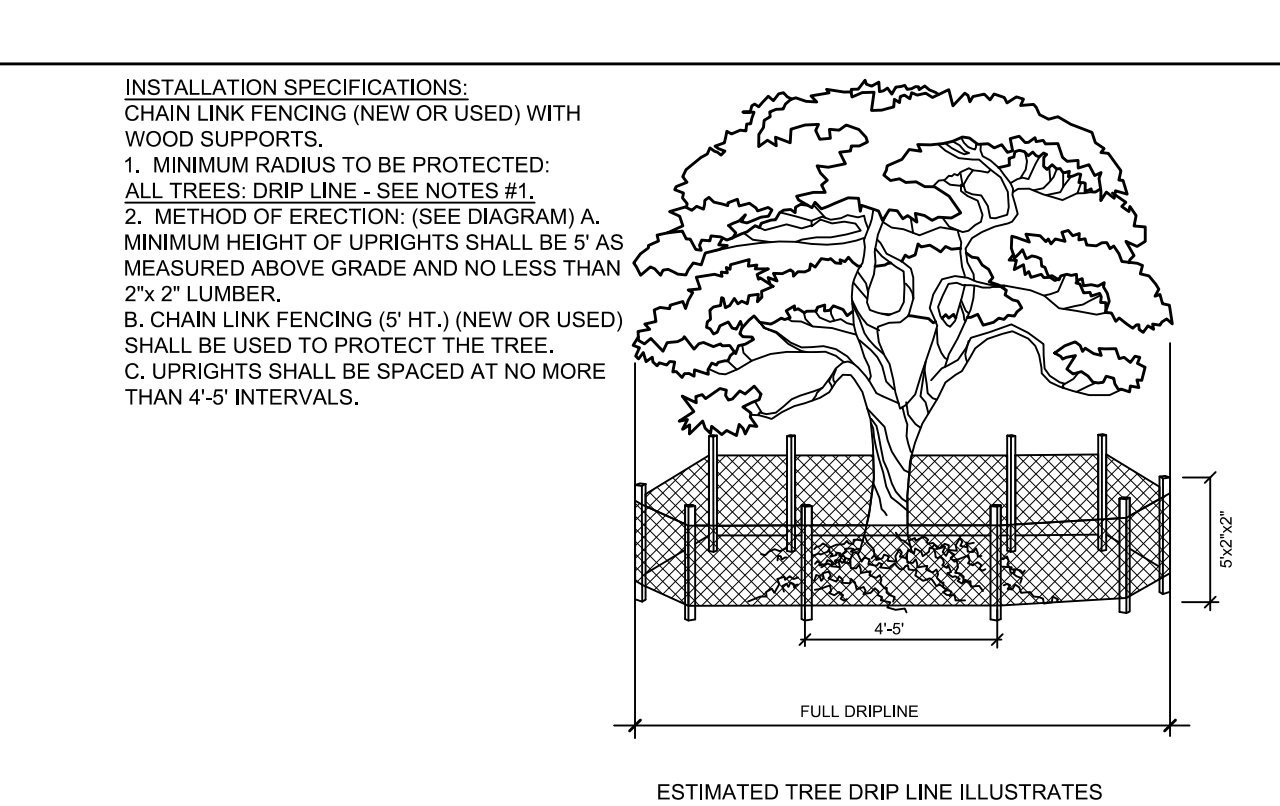 INSTALLATION SPECIFICATIONS:
CHAIN LINK FENCING (NEW OR USED) WITH
WOOD SUPPORTS.
1. MINIMUM RADIUS TO BE PROTECTED:
ALL TREES: DRIP LINE - SEE NOTES #1.
2. METHOD OF ERECTION: (SEE DIAGRAM) A.
MINIMUM HEIGHT OF UPRIGHTS SHALL BE 5' AS
MEASURED ABOVE GRADE AND NO LESS THAN
2"x 2" LUMBER.
B. CHAIN LINK FENCING (5' HT.) (NEW OR USED)
SHALL BE USED TO PROTECT THE TREE.
C. UPRIGHTS SHALL BE SPACED AT NO MORE
THAN 4'-5' INTERVALS.
5'x2"x2"
4'-5'
FULL DRIPLINE
ESTIMATED TREE DRIP LINE ILLUSTRATES